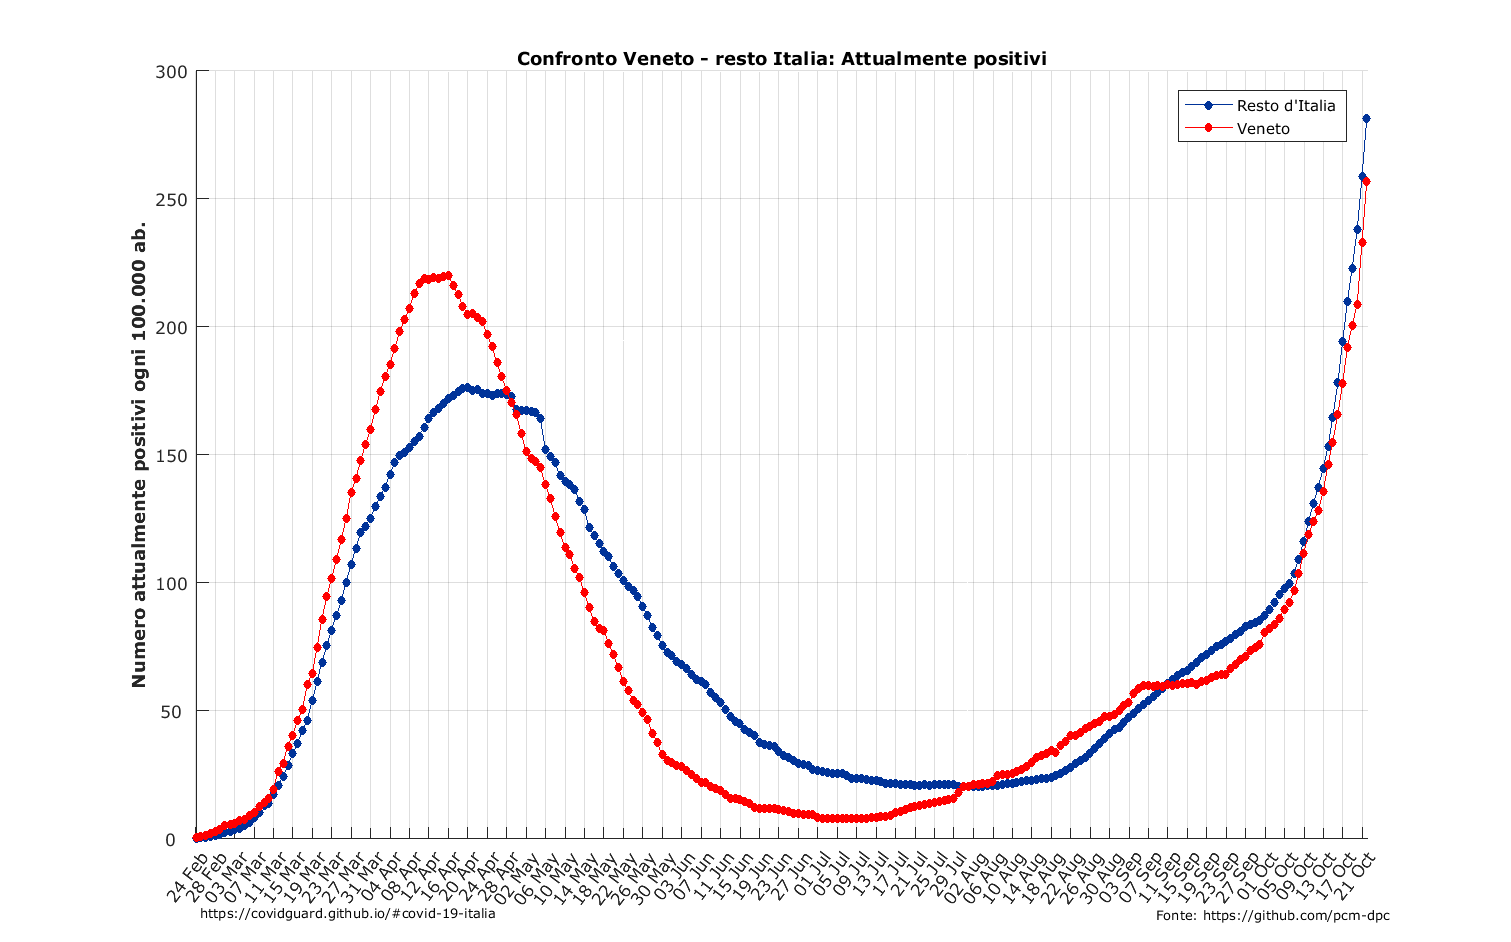 Confronto Veneto - resto Italia: Attualmente positivi
Resto d'Italia
Veneto
Numero attualmente positivi ogni 100.000 ab.
300
250
200
150
100
50
0
24 Feb
28 Feb
03 Mar
07 Mar
11 Mar
15 Mar
19 Mar
23 Mar
27 Mar
31 Mar
04 Apr
08 Apr
12 Apr
16 Apr
20 Apr
24 Apr
28 Apr
02 May
06 May
10 May
14 May
18 May
22 May
26 May
30 May
03 Jun
07 Jun
11 Jun
15 Jun
19 Jun
23 Jun
27 Jun
01 Jul
05 Jul
09 Jul
13 Jul
17 Jul
21 Jul
25 Jul
29 Jul
02 Aug
06 Aug
10 Aug
14 Aug
18 Aug
22 Aug
26 Aug
30 Aug
03 Sep
07 Sep
11 Sep
15 Sep
19 Sep
23 Sep
27 Sep
01 Oct
05 Oct
09 Oct
13 Oct
17 Oct
21 Oct
https://covidguard.github.io/#covid-19-italia
Fonte: https://github.com/pcm-dpc